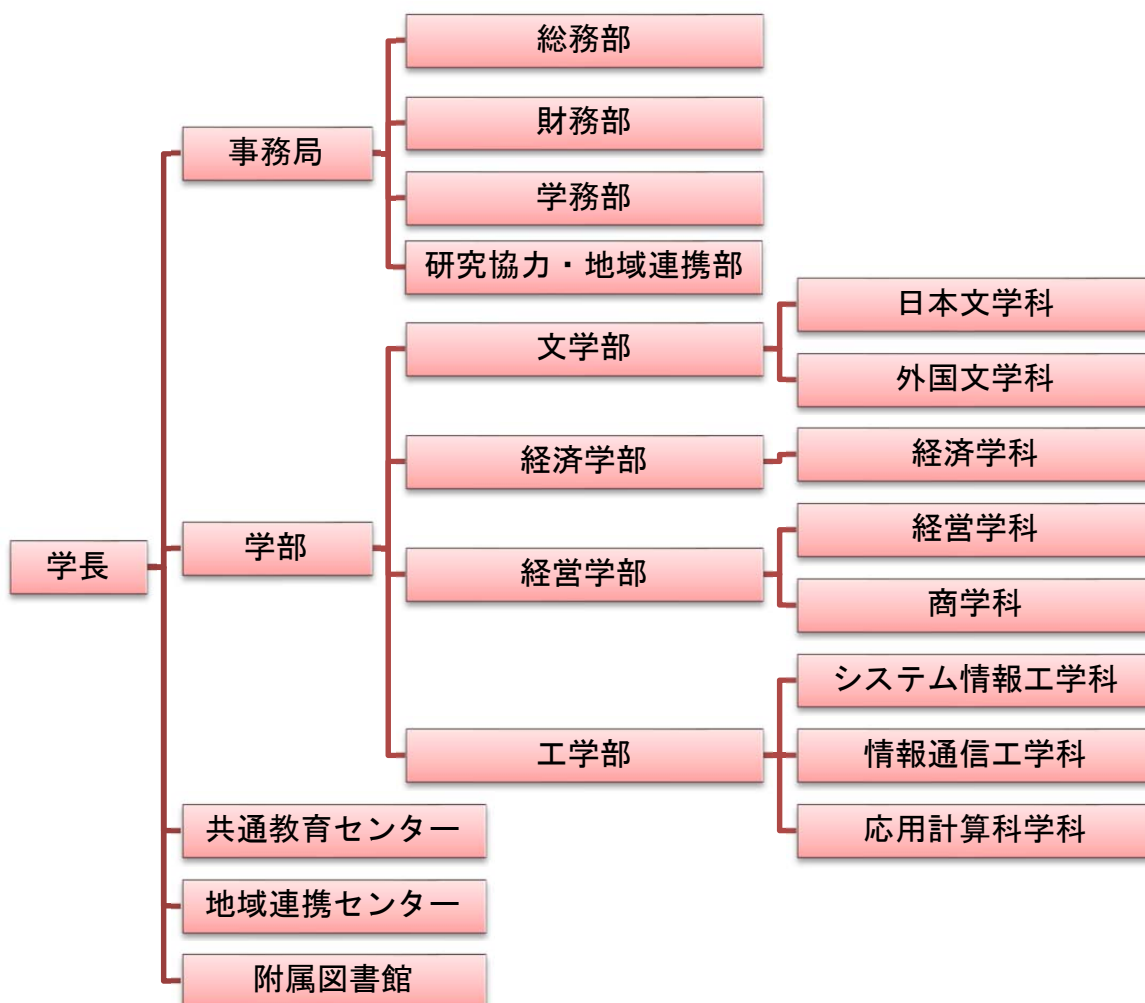 学長
事務局
総務部
財務部
学務部
研究協力・地域連携部
学部
文学部
日本文学科
外国文学科
経済学部
経済学科
経営学部
経営学科
商学科
工学部
システム情報工学科
情報通信工学科
応用計算科学科
共通教育センター
地域連携センター
附属図書館